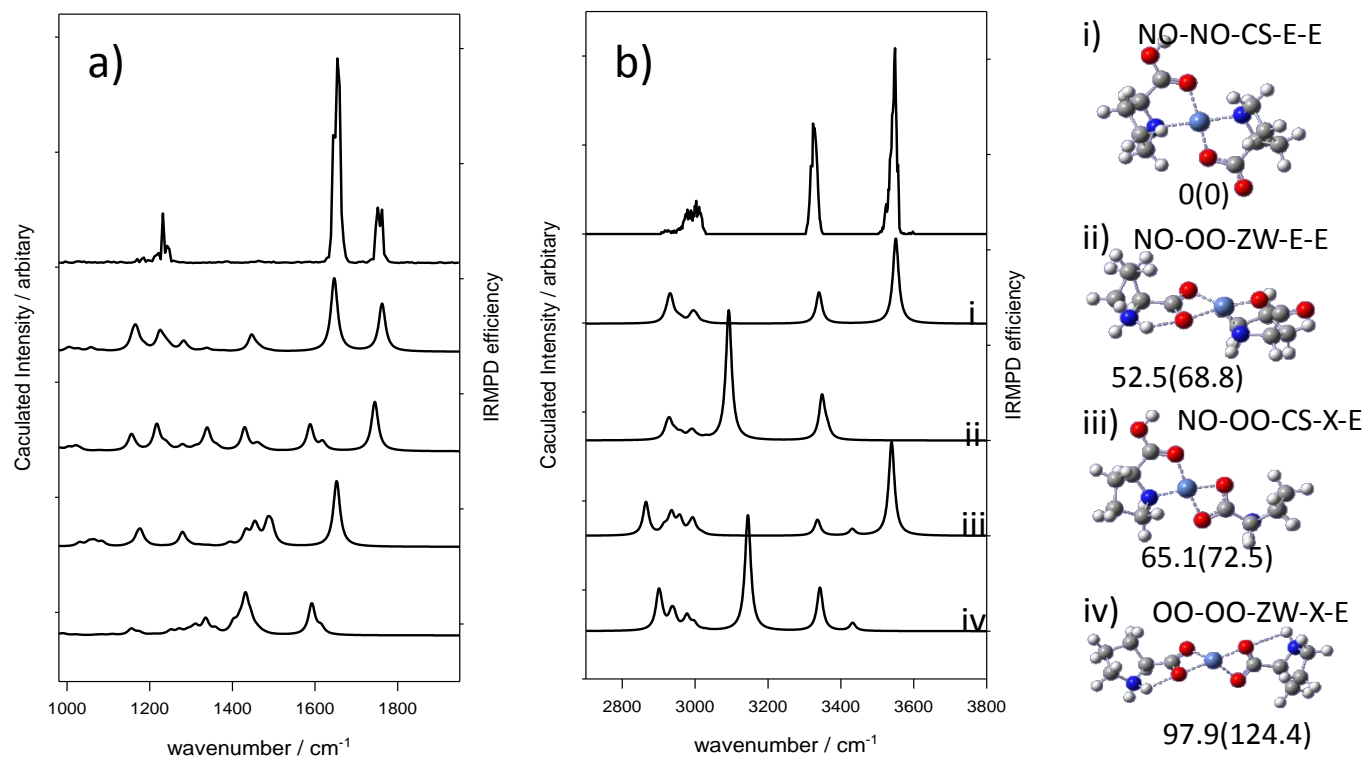 a)
Caculated Intensity / arbitary
IRMPD efficiency
1000 1200 1400 1600 1800
wavenumber / cm-1
b)
i
ii
iii
iv
Caculated Intensity / arbitary
IRMPD efficiency
2800 3000 3200 3400 3600 3800
wavenumber / cm-1
i) NO-NO-CS-E-E
0(0)
ii) NO-OO-ZW-E-E
52.5(68.8)
iii) NO-OO-CS-X-E
65.1(72.5)
iv) OO-OO-ZW-X-E
97.9(124.4)